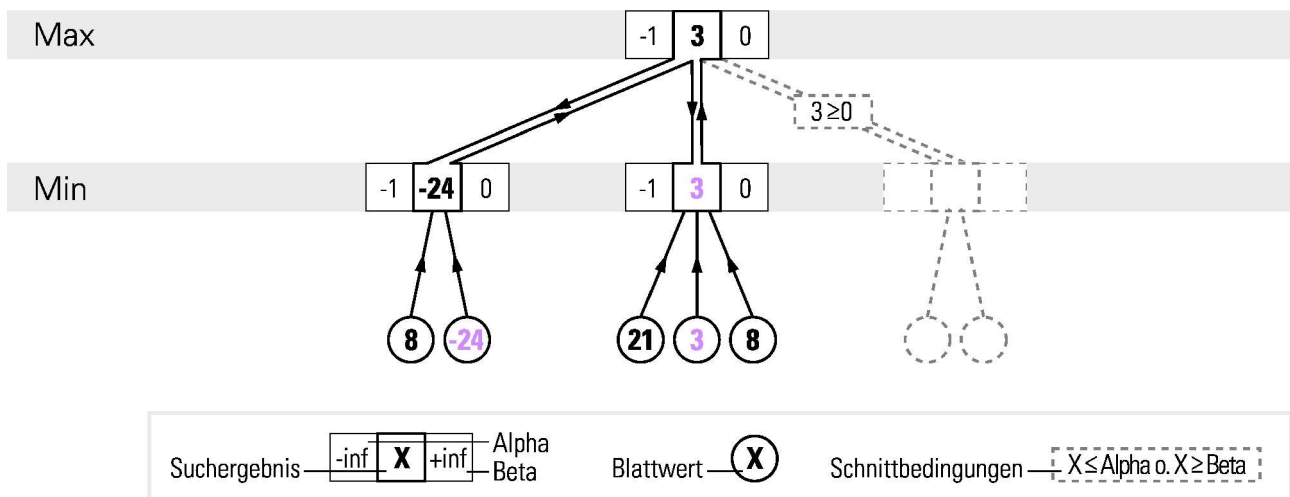 Max -1 3 0
3≥0
Min -1 -24 0 -1 3 0
8 -24 21 3 8
Suchergebnis -inf X +inf Alpha Beta Blattwert X Schnittbedingungen X≤Alpha o. X≥Beta